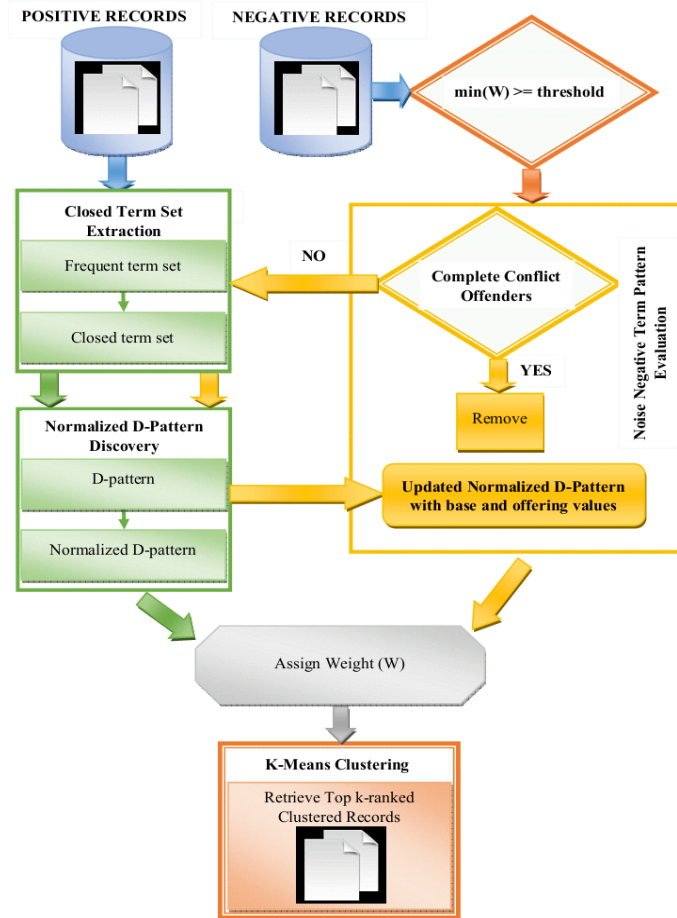 POSITIVE RECORDS
NEGATIVE RECORDS
min(W) >= threshold
Closed Term Set
Extraction
Frequent term set
Closed term set
NO
Complete Conflict
Offenders
YES
Remove
Noise Negative Term Pattern
Evaluation
Normalized D-Pattern
Discovery
D-pattern
Normalized D-pattern
Updated Normalized D-Pattern
with base and offering values
Assign Weight (W)
K-Means Clustering
Retrieve Top k-ranked
Clustered Records